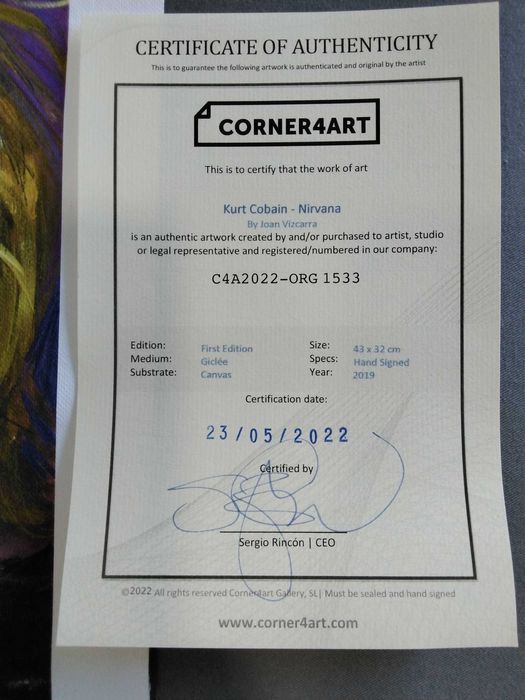 CERTIFICATE OF AUTHENTICITY
This is to guarantee the following artwork is authenticated and original by the artist
CORNER4ART
This is to certify that the work of art
Kurt Cobain - Nirvana
By Joan Vizcarra
is an authentic artwork created by and/or purchased to artist, studio
or legal representative and registered/numbered in our company:
C4A2022-ORG 1533
Edition: First Edition Size: 43 x 32 cm
Medium: Giclée Specs: Hand Signed
Substrate: Canvas Year: 2019
Certification date:
23/05/2022
Certified by
Sergio Rincón | CEO
©2022 All rights reserved Corner4art Gallery, SL| Must be sealed and hand signed
www.corner4art.com